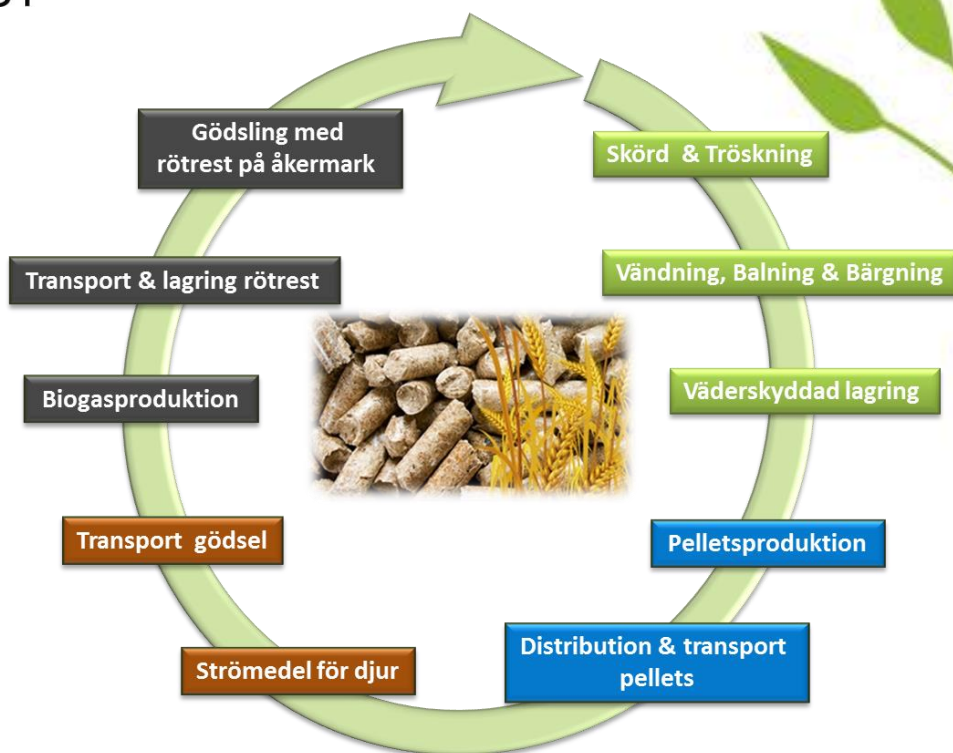 Skörd & Tröskning
Vändning, Balning & Bärgning
Väderskyddad lagring
Pelletsproduktion
Distribution & transport
pellets
Strömedel för djur
Transport gödsel
Biogasproduktion
Transport & lagring rötrest
Gödsling med
rötrest på åkermark